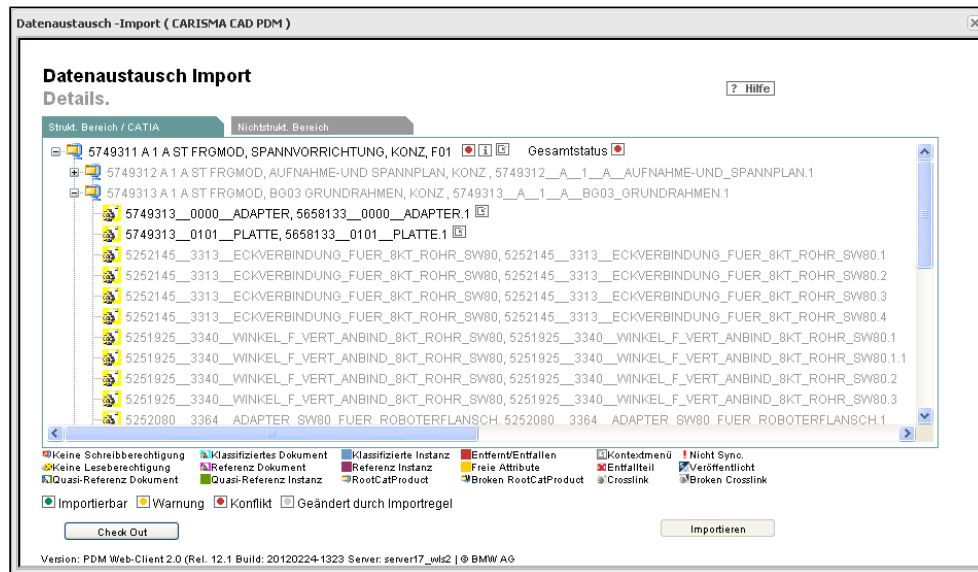 Datenaustausch -Import ( CARISMA CAD PDM )
Datenaustausch Import
Details.
? Hilfe
Strukt. Bereich / CATIA
Nichtstrukt. Bereich
5749311 A 1 A ST FRGMOD, SPANNVORRICHTUNG, KONZ, F01 Gesamtstatus
5749312 A 1 A ST FRGMOD, AUFNAHME-UND SPANNPLAN, KONZ , 5749312__A__1__A__AUFNAHME-UND_SPANNPLAN.1
5749313 A 1 A ST FRGMOD, BG03 GRUNDRAHMEN, KONZ , 5749313__A__1__A__BG03_GRUNDRAHMEN.1
5749313__0000__ADAPTER, 5658133__0000__ADAPTER.1
5749313__0101__PLATTE, 5658133__0101__PLATTE.1
5252145__3313__ECKVERBINDUNG_FUER_8KT_ROHR_SW80, 5252145__3313__ECKVERBINDUNG_FUER_8KT_ROHR_SW80.1
5252145__3313__ECKVERBINDUNG_FUER_8KT_ROHR_SW80, 5252145__3313__ECKVERBINDUNG_FUER_8KT_ROHR_SW80.2
5252145__3313__ECKVERBINDUNG_FUER_8KT_ROHR_SW80, 5252145__3313__ECKVERBINDUNG_FUER_8KT_ROHR_SW80.3
5252145__3313__ECKVERBINDUNG_FUER_8KT_ROHR_SW80, 5252145__3313__ECKVERBINDUNG_FUER_8KT_ROHR_SW80.4
5251925__3340__WINKEL_F_VERT_ANBIND_8KT_ROHR_SW80, 5251925__3340__WINKEL_F_VERT_ANBIND_8KT_ROHR_SW80.1
5251925__3340__WINKEL_F_VERT_ANBIND_8KT_ROHR_SW80, 5251925__3340__WINKEL_F_VERT_ANBIND_8KT_ROHR_SW80.1.1
5251925__3340__WINKEL_F_VERT_ANBIND_8KT_ROHR_SW80, 5251925__3340__WINKEL_F_VERT_ANBIND_8KT_ROHR_SW80.2
5251925__3340__WINKEL_F_VERT_ANBIND_8KT_ROHR_SW80, 5251925__3340__WINKEL_F_VERT_ANBIND_8KT_ROHR_SW80.3
5252080__3364__ADAPTER_SW80_FUER_ROBOTERFLANSCH, 5252080__3364__ADAPTER_SW80_FUER_ROBOTERFLANSCH.1
Keine Schreibberechtigung Klassifiziertes Dokument Klassifizierte Instanz Entfernt/Entfallen Kontextmenü Nicht Sync.
Keine Leseberechtigung Referenz Dokument Referenz Instanz Freie Attribute Entfallteil Veröffentlicht
Quasi-Referenz Dokument Quasi-Referenz Instanz RootCatProduct Broken RootCatProduct Crosslink Broken Crosslink
Importierbar Warnung Konflikt Geändert durch Importregel
Check Out
Importieren
Version: PDM Web-Client 2.0 (Rel. 12.1 Build: 20120224-1323 Server: server17_wls2 | © BMW AG